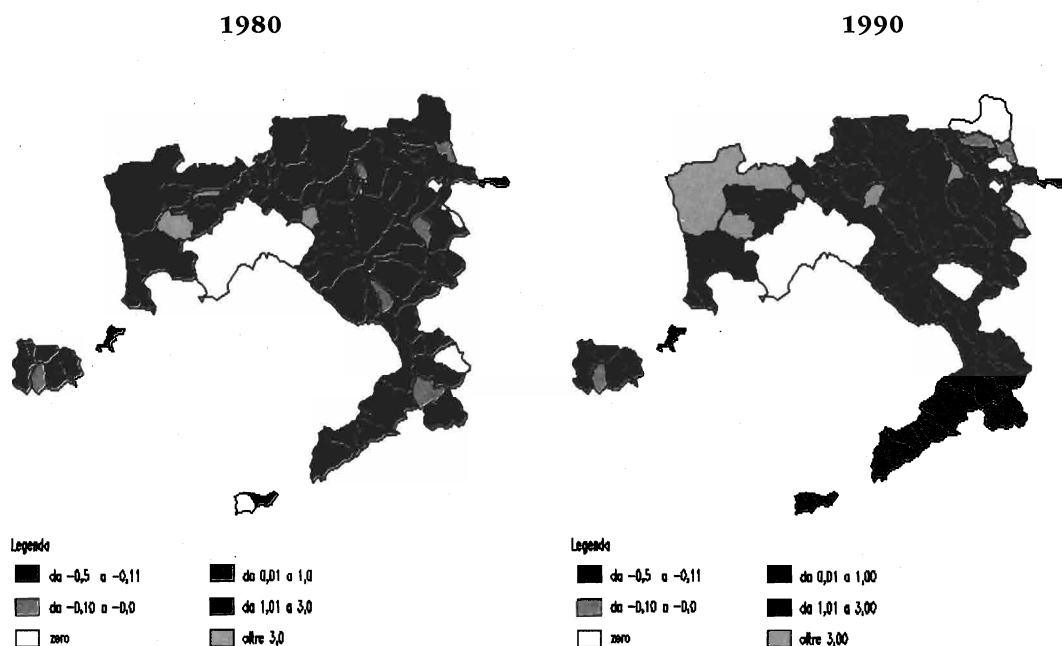 1980
1990
Legenda
da -0,5 a -0,11
da -0,10 a -0,0
zero
da 0,01 a 1,0
da 1,01 a 3,0
oltre 3,0
Legenda
da -0,5 a -0,11
da -0,10 a -0,0
zero
da 0,01 a 1,00
da 1,01 a 3,00
oltre 3,00